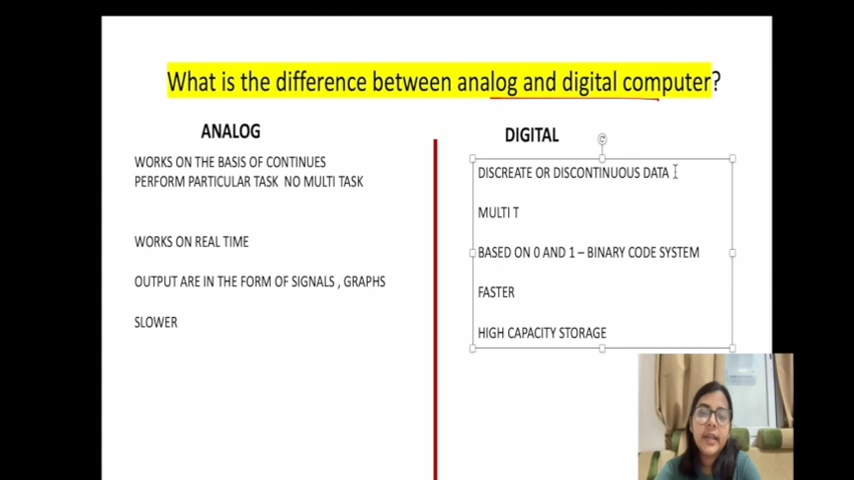 What is the difference between analog and digital computer?
ANALOG
WORKS ON THE BASIS OF CONTINUES
PERFORM PARTICULAR TASK NO MULTI TASK
WORKS ON REAL TIME
OUTPUT ARE IN THE FORM OF SIGNALS , GRAPHS
SLOWER
DIGITAL
DISCREATE OR DISCONTINUOUS DATA
MULTI T
BASED ON 0 AND 1 – BINARY CODE SYSTEM
FASTER
HIGH CAPACITY STORAGE